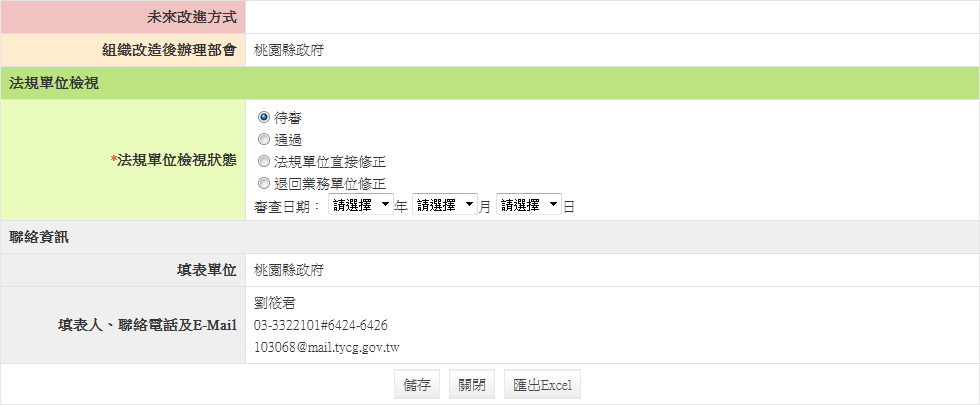 未來改進方式
組織改造後辦理部會 桃園縣政府
法規單位檢視
*法規單位檢視狀態
待審
通過
法規單位直接修正
退回業務單位修正
審查日期： 請選擇 年 請選擇 月 請選擇 日
聯絡資訊
填表單位 桃園縣政府
填表人、聯絡電話及E-Mail
劉筱君
03-3322101#6424-6426
103068@mail.tycg.gov.tw
儲存 關閉 匯出Excel